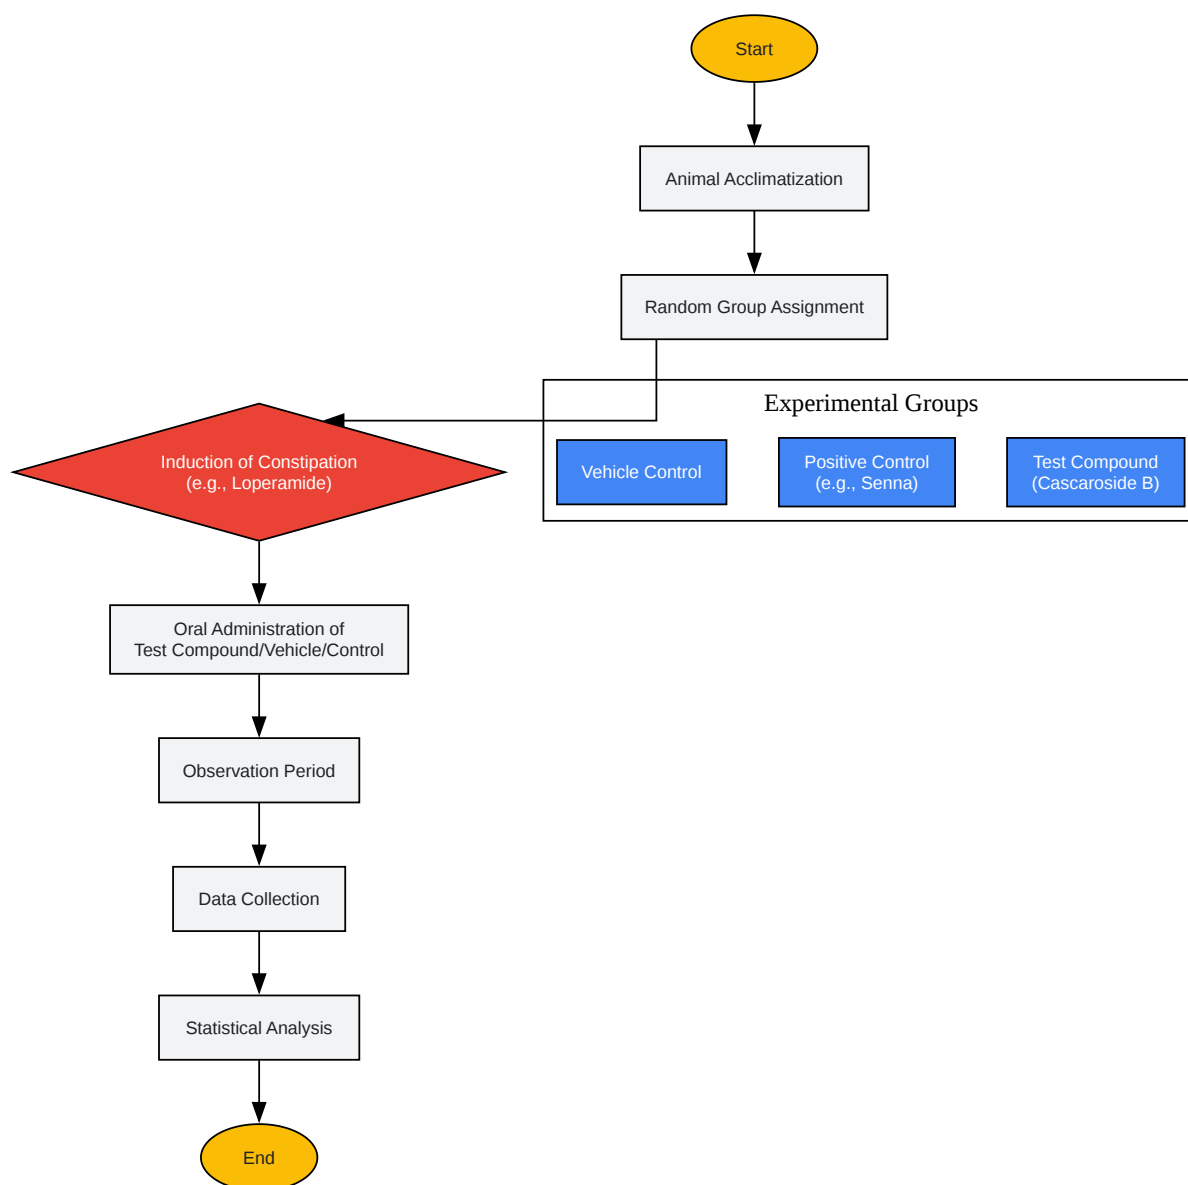 Start
Animal Acclimatization
Random Group Assignment
Experimental Groups
Induction of Constipation
(e.g., Loperamide)
Vehicle Control
Positive Control
(e.g., Senna)
Test Compound
(Cascaroside B)
Oral Administration of
Test Compound/Vehicle/Control
Observation Period
Data Collection
Statistical Analysis
End